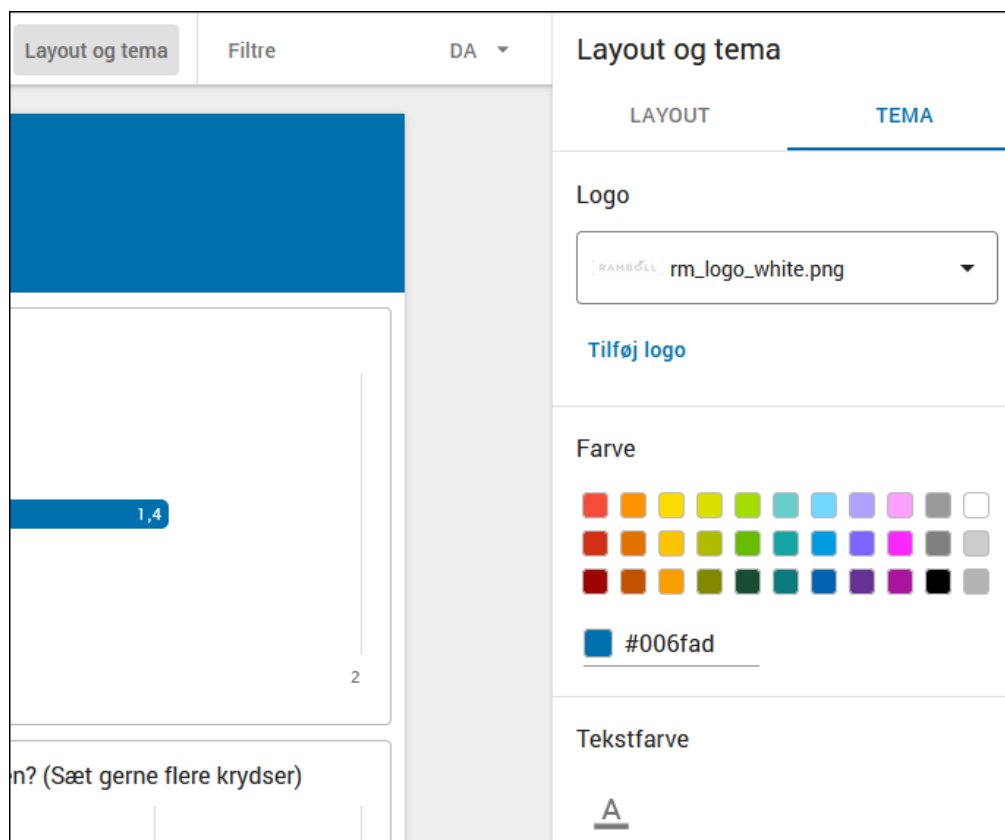 Layout og tema
Filtre
DA
1,4
2
n? (Sæt gerne flere krydser)
Layout og tema
LAYOUT
TEMA
Logo
RAMBOLL rm_logo_white.png
Tilføj logo
Farve
#006fad
Tekstfarve
A